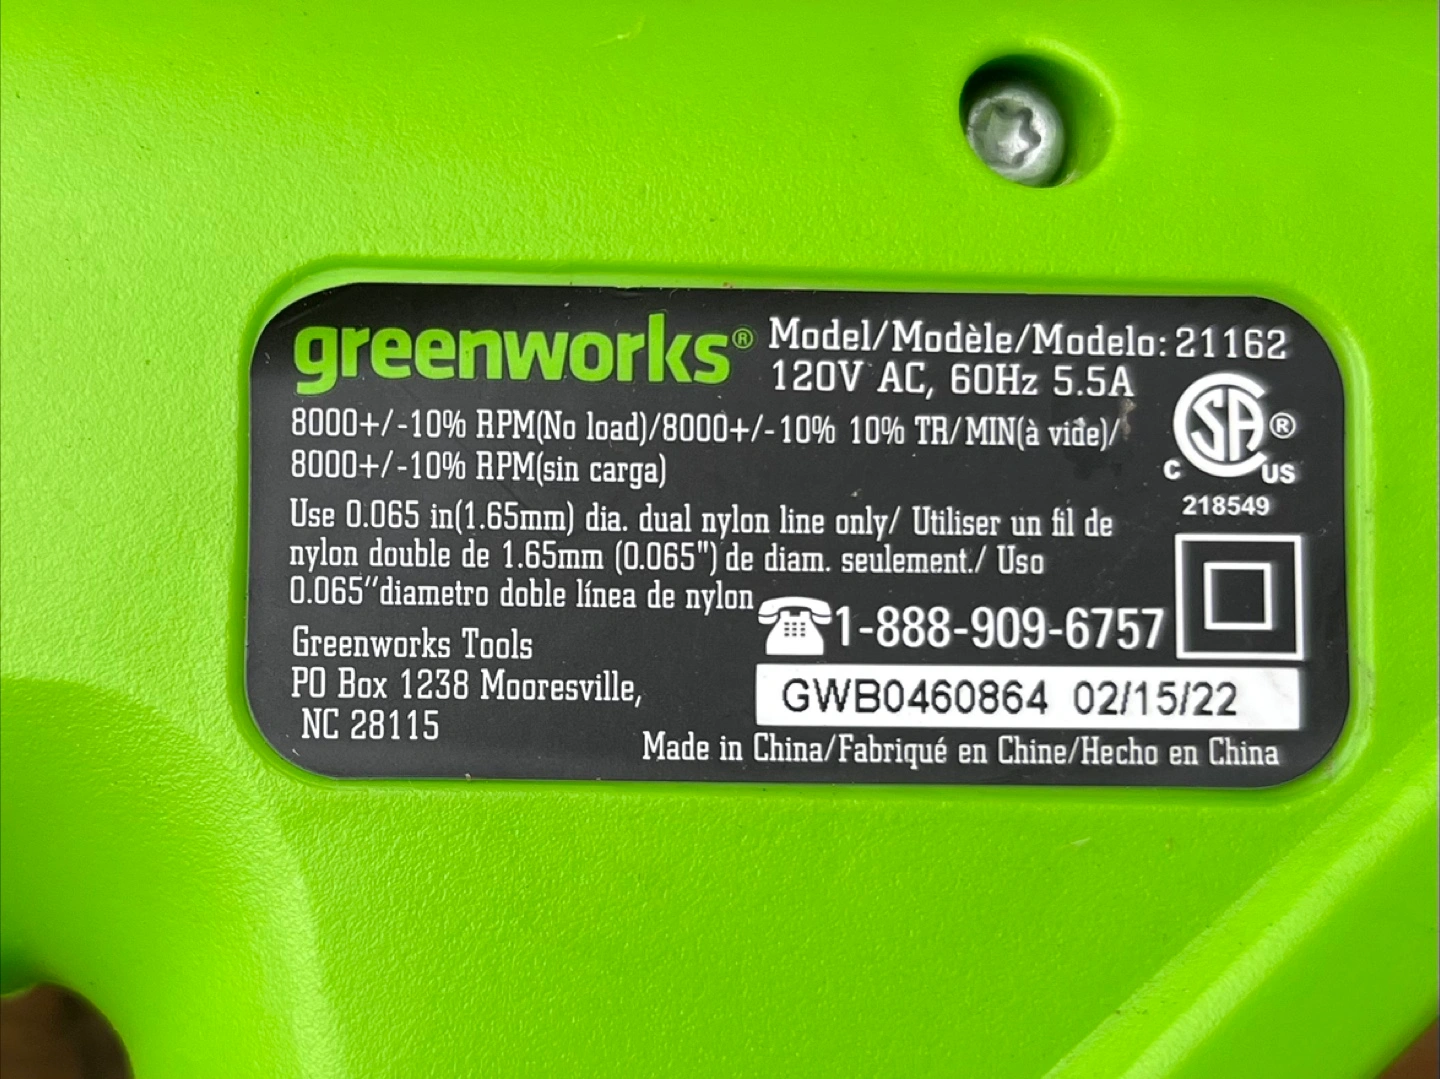 greenworks®
Model/Modèle/Modelo: 21162
120V AC, 60Hz 5.5A
8000+/-10% RPM(No load)/8000+/-10% 10% TR/MIN(à vide)/
8000+/-10% RPM(sin carga)
SA®
C US
218549
Use 0.065 in(1.65mm) dia. dual nylon line only/ Utiliser un fil de
nylon double de 1.65mm (0.065") de diam. seulement./ Uso
0.065"diametro doble línea de nylon
1-888-909-6757
Greenworks Tools
PO Box 1238 Mooresville,
NC 28115
GWB0460864 02/15/22
Made in China/Fabriqué en Chine/Hecho en China